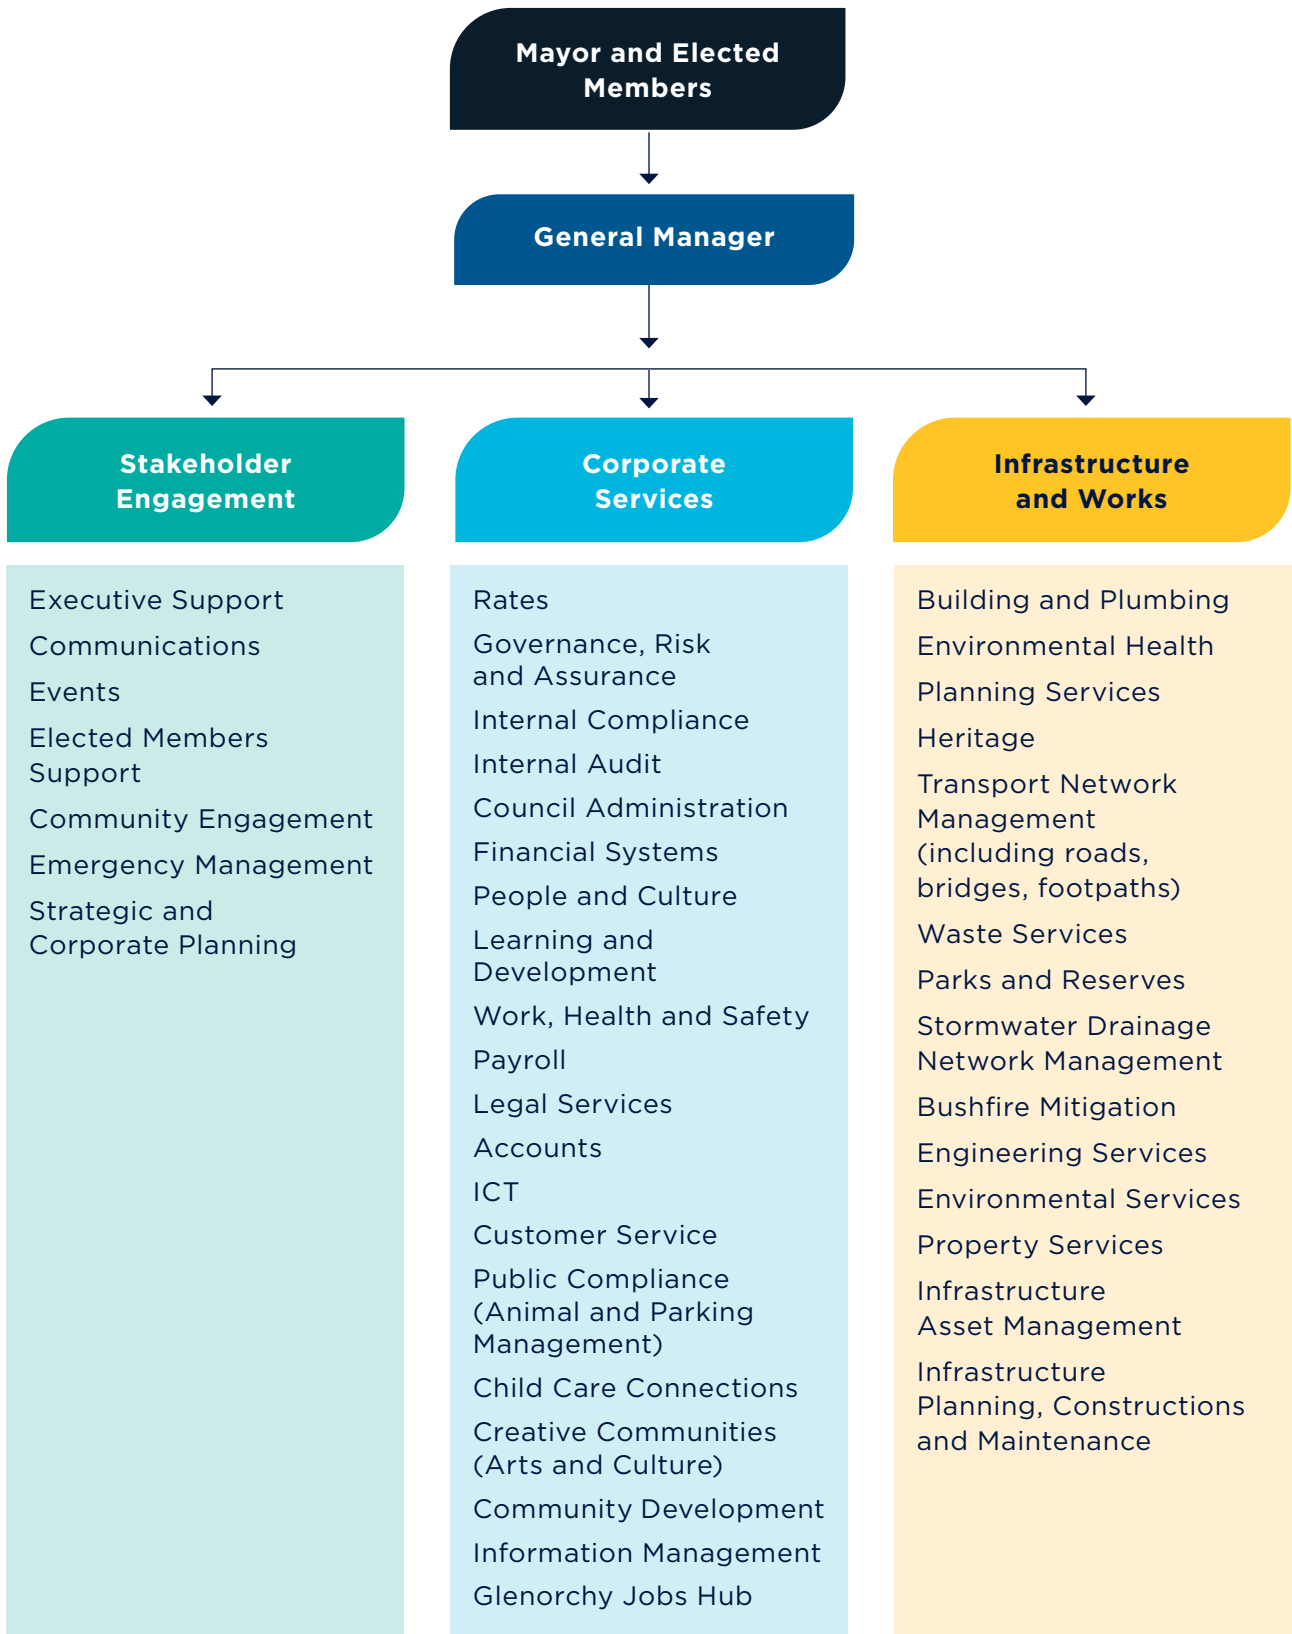 Mayor and Elected
Members
General Manager
Stakeholder
Engagement
Executive Support
Communications
Events
Elected Members
Support
Community Engagement
Emergency Management
Strategic and
Corporate Planning
Corporate
Services
Rates
Governance, Risk
and Assurance
Internal Compliance
Internal Audit
Council Administration
Financial Systems
People and Culture
Learning and
Development
Work, Health and Safety
Payroll
Legal Services
Accounts
ICT
Customer Service
Public Compliance
(Animal and Parking
Management)
Child Care Connections
Creative Communities
(Arts and Culture)
Community Development
Information Management
Glenorchy Jobs Hub
Infrastructure
and Works
Building and Plumbing
Environmental Health
Planning Services
Heritage
Transport Network
Management
(including roads,
bridges, footpaths)
Waste Services
Parks and Reserves
Stormwater Drainage
Network Management
Bushfire Mitigation
Engineering Services
Environmental Services
Property Services
Infrastructure
Asset Management
Infrastructure
Planning, Constructions
and Maintenance